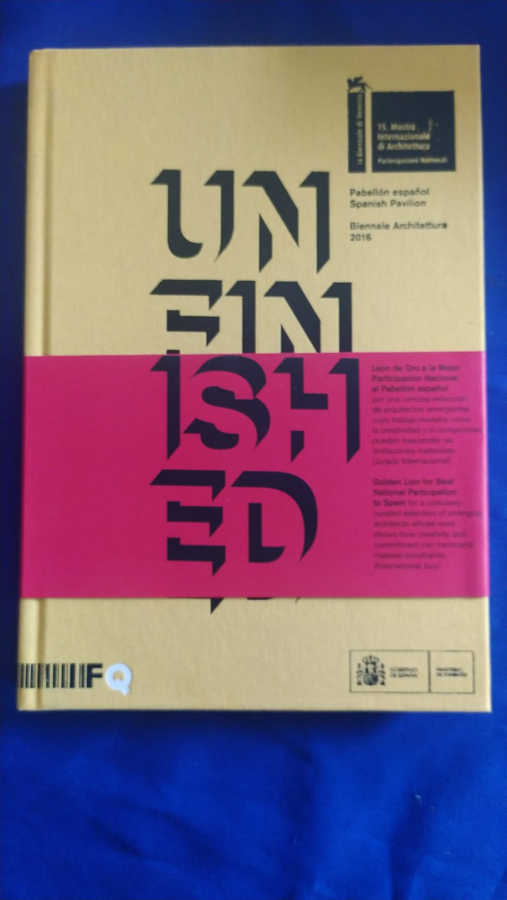 la Biennale di Venezia
15. Mostra
Internazionale
di Architettura
Partecipazioni Nazionali
Pabellón español
Spanish Pavilion
Biennale Architettura
2016
UN
FIN
ISH
ED
León de Oro a la Mejor
Participación Nacional
al Pabellón español
por una concisa selección
de arquitectos emergentes
cuyo trabajo muestra cómo
la creatividad y el compromiso
pueden trascender las
limitaciones materiales.
(Jurado Internacional)
Golden Lion for Best
National Participation
to Spain for a concisely
curated selection of emerging
architects whose work
shows how creativity and
commitment can transcend
material constraints.
(International Jury)
FQ
GOBIERNO
DE ESPAÑA
MINISTERIO
DE FOMENTO